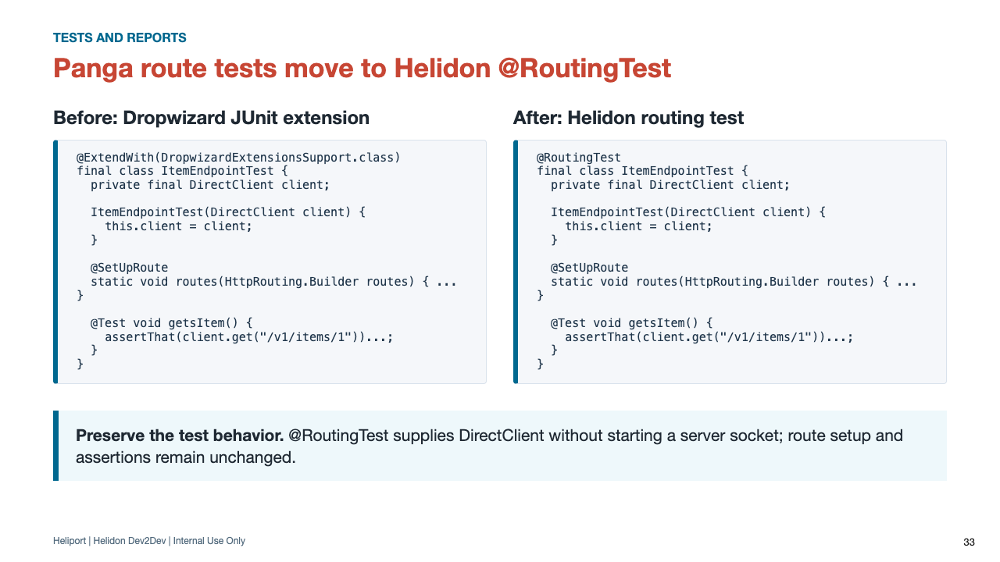 TESTS AND REPORTS
Panga route tests move to Helidon @RoutingTest
Before: Dropwizard JUnit extension
@ExtendWith(DropwizardExtensionsSupport.class)
final class ItemEndpointTest {
  private final DirectClient client;

  ItemEndpointTest(DirectClient client) {
    this.client = client;
  }

  @SetUpRoute
  static void routes(HttpRouting.Builder routes) { ...
}

  @Test void getsItem() {
    assertThat(client.get("/v1/items/1"))...;
  }
}
After: Helidon routing test
@RoutingTest
final class ItemEndpointTest {
  private final DirectClient client;

  ItemEndpointTest(DirectClient client) {
    this.client = client;
  }

  @SetUpRoute
  static void routes(HttpRouting.Builder routes) { ...
}

  @Test void getsItem() {
    assertThat(client.get("/v1/items/1"))...;
  }
}
Preserve the test behavior. @RoutingTest supplies DirectClient without starting a server socket; route setup and
assertions remain unchanged.
Heliport | Helidon Dev2Dev | Internal Use Only
33